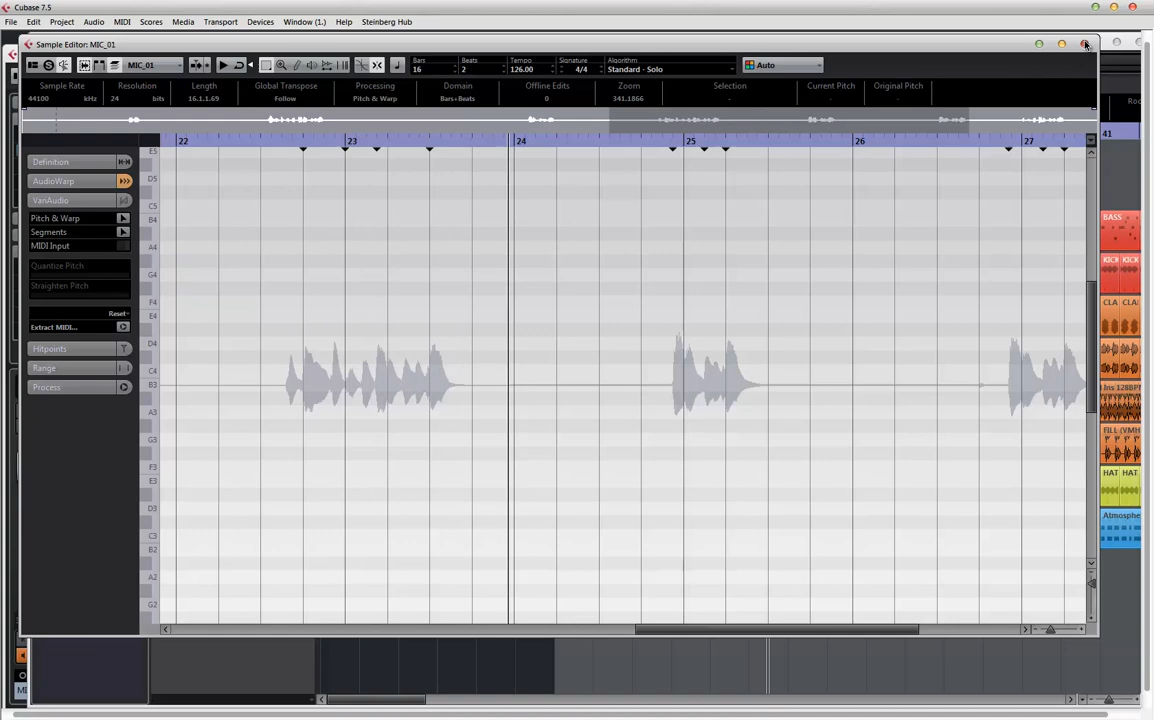 Cubase 7.5
File Edit Project Audio MIDI Scores Media Transport Devices Window (1.) Help Steinberg Hub
Sample Editor: MIC_01
MIC_01
Bars 16
Beats 2
Tempo 126.00
Signature 4/4
Algorithm Standard - Solo
Auto
Sample Rate Resolution Length Global Transpose Processing Domain Offline Edits Zoom Selection Current Pitch Original Pitch
44100 kHz 24 bits 16.1.1.69 Follow Pitch & Warp Bars+Beats 0 341.1866 - - -
22 23 24 25 26 27
41
Definition
AudioWarp
VariAudio
Pitch & Warp
Segments
MIDI Input
Quantize Pitch
Straighten Pitch
Reset
Extract MIDI...
Hitpoints
Range
Process
E5
D5
C5
B4
A4
G4
F4
E4
D4
C4
B3
A3
G3
F3
E3
D3
C3
B2
A2
G2
BASS
KICK KICK
CLA CLA
Ins 128BPM
FILL (VMH
HAT HAT
Atmosphe